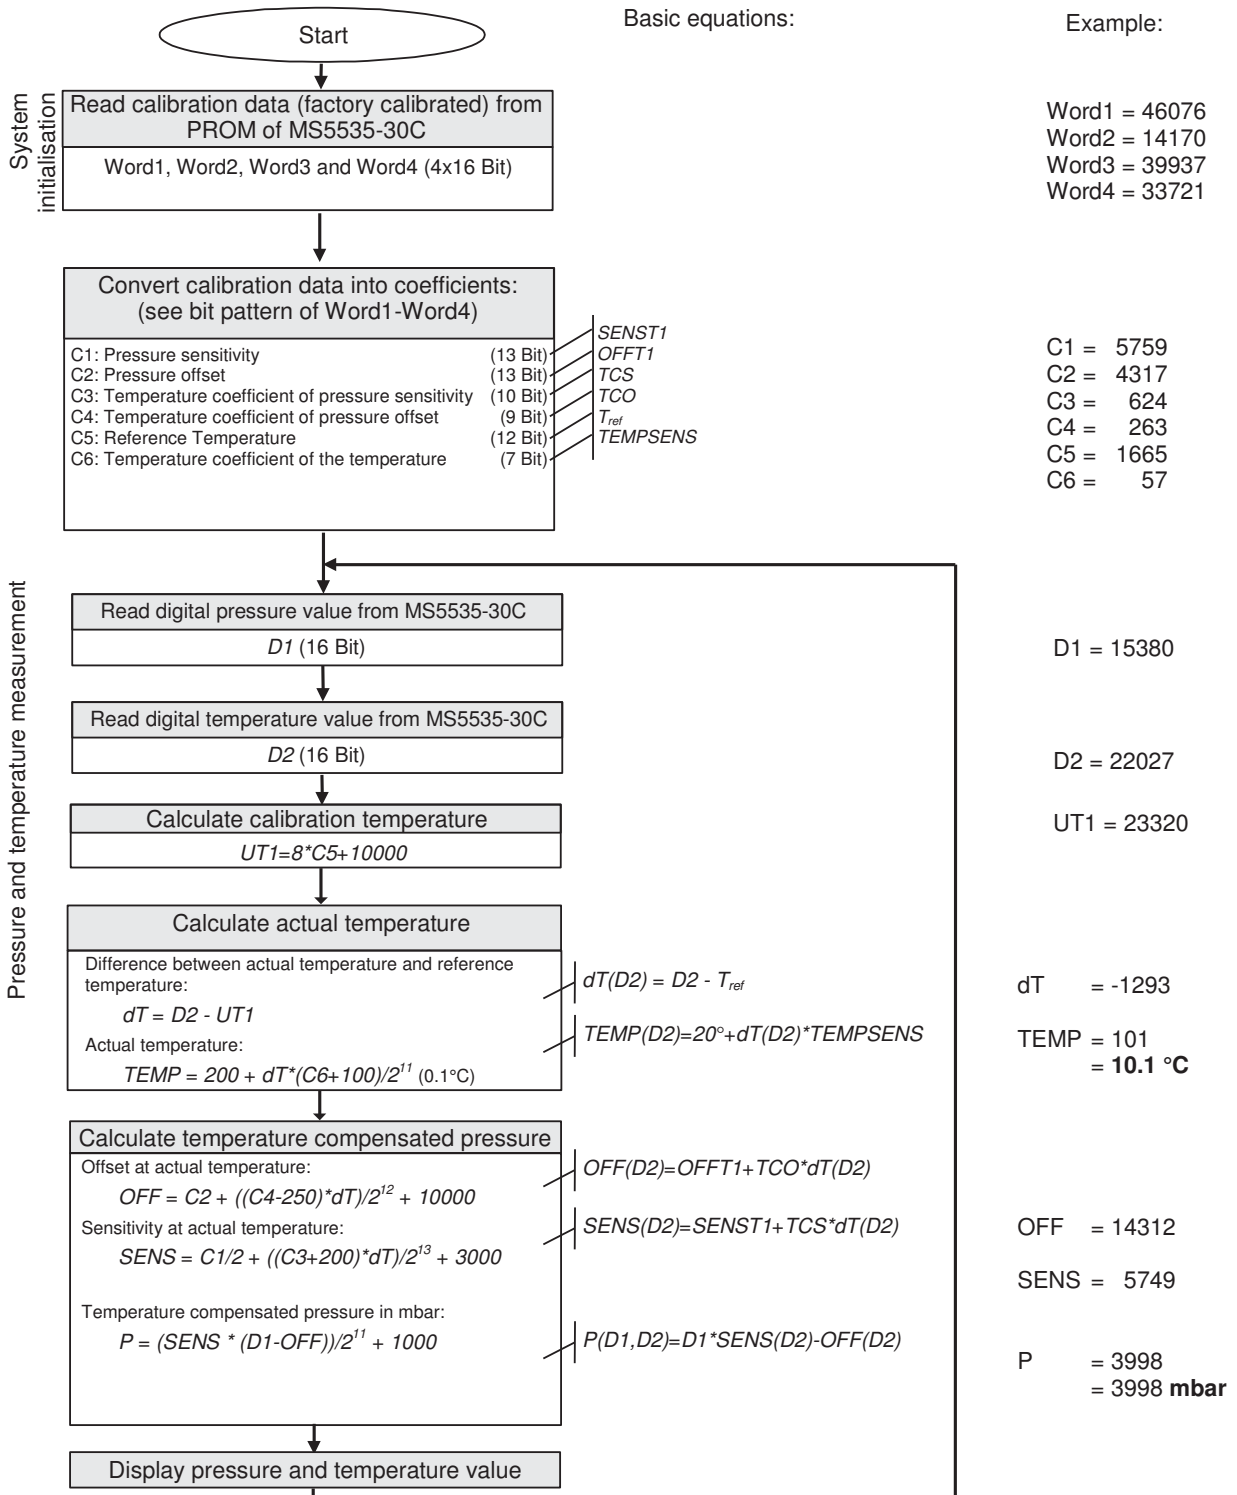 Start
Basic equations:
Example:
System
initialisation
Read calibration data (factory calibrated) from
PROM of MS5535-30C
Word1, Word2, Word3 and Word4 (4x16 Bit)
Word1 = 46076
Word2 = 14170
Word3 = 39937
Word4 = 33721
Convert calibration data into coefficients:
(see bit pattern of Word1-Word4)
C1: Pressure sensitivity (13 Bit)
C2: Pressure offset (13 Bit)
C3: Temperature coefficient of pressure sensitivity (10 Bit)
C4: Temperature coefficient of pressure offset (9 Bit)
C5: Reference Temperature (12 Bit)
C6: Temperature coefficient of the temperature (7 Bit)
SENST1
OFFT1
TCS
TCO
Tref
TEMPSENS
C1 = 5759
C2 = 4317
C3 = 624
C4 = 263
C5 = 1665
C6 = 57
Pressure and temperature measurement
Read digital pressure value from MS5535-30C
D1 (16 Bit)
D1 = 15380
Read digital temperature value from MS5535-30C
D2 (16 Bit)
D2 = 22027
Calculate calibration temperature
UT1=8*C5+10000
UT1 = 23320
Calculate actual temperature
Difference between actual temperature and reference
temperature:
dT = D2 - UT1
Actual temperature:
TEMP = 200 + dT*(C6+100)/2¹¹ (0.1°C)
dT(D2) = D2 - Tref
TEMP(D2)=20°+dT(D2)*TEMPSENS
dT = -1293
TEMP = 101
= 10.1 °C
Calculate temperature compensated pressure
Offset at actual temperature:
OFF = C2 + ((C4-250)*dT)/2¹² + 10000
Sensitivity at actual temperature:
SENS = C1/2 + ((C3+200)*dT)/2¹³ + 3000
Temperature compensated pressure in mbar:
P = (SENS * (D1-OFF))/2¹¹ + 1000
OFF(D2)=OFFT1+TCO*dT(D2)
SENS(D2)=SENST1+TCS*dT(D2)
P(D1,D2)=D1*SENS(D2)-OFF(D2)
OFF = 14312
SENS = 5749
P = 3998
= 3998 mbar
Display pressure and temperature value